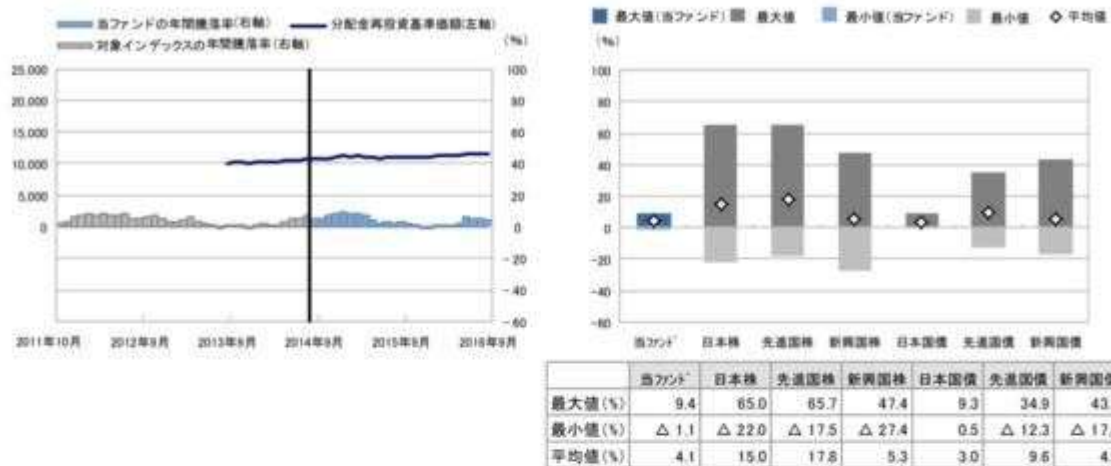 当ファンドの年間騰落率(右軸) 分配金再投資基準価額(左軸)
対象インデックスの年間騰落率(右軸)
(%)
25,000 100
20,000 80
15,000 60
10,000 40
5,000 20
0 0
-20
-40
-60
2011年10月 2012年9月 2013年9月 2014年9月 2015年9月 2016年9月
最大値(当ファンド) 最大値 最小値(当ファンド) 最小値 平均値
(%)
100
80
60
40
20
0
-20
-40
-60
当ファンド 日本株 先進国株 新興国株 日本国債 先進国債 新興国債
当ファンド 日本株 先進国株 新興国株 日本国債 先進国債 新興国債
最大値(%) 9.4 65.0 65.7 47.4 9.3 34.9 43.
最小値(%) △ 1.1 △ 22.0 △ 17.5 △ 27.4 0.5 △ 12.3 △ 17.
平均値(%) 4.1 15.0 17.8 5.3 3.0 9.6 4.